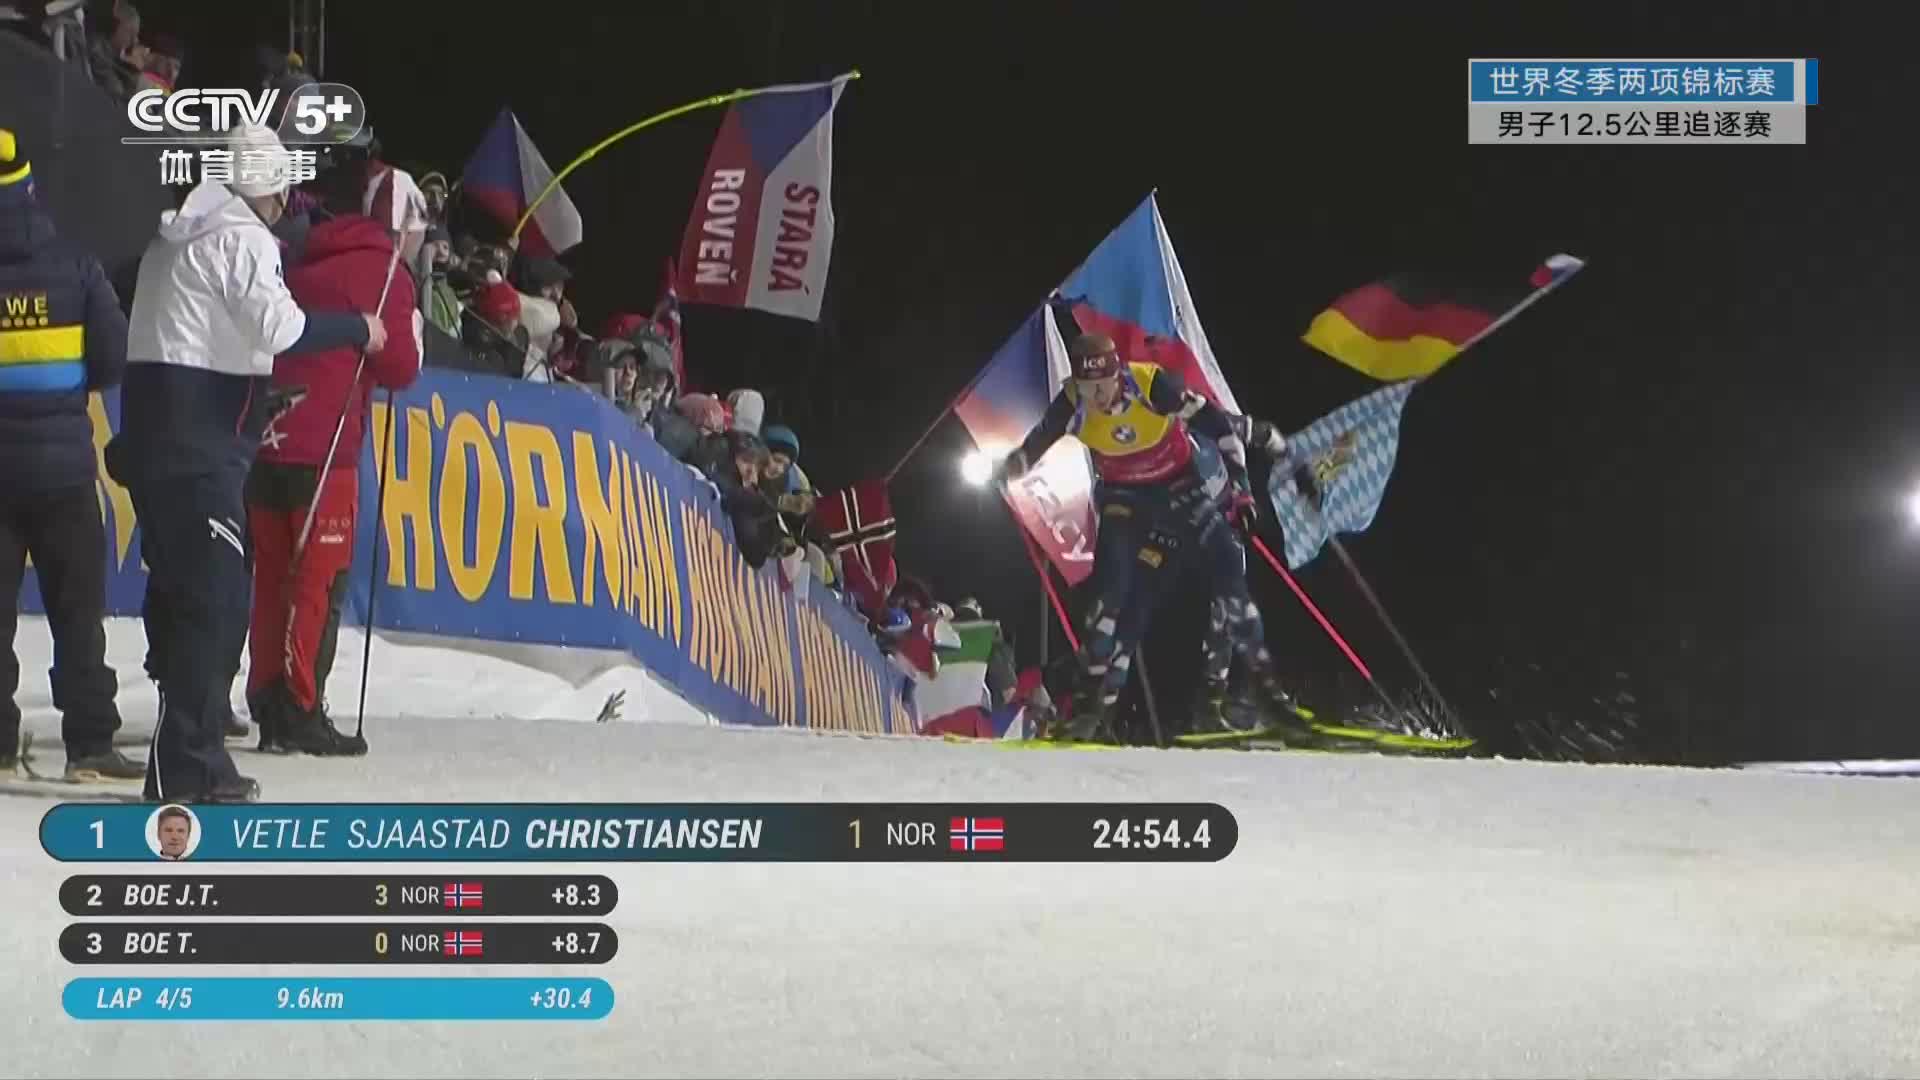 CCTV 5+
体育赛事
世界冬季两项锦标赛
男子12.5公里追逐赛
STARÁ
ROVEŇ
ice
WE
HÖRMANN HÖRMANN HÖRMANN
1 VETLE SJAASTAD CHRISTIANSEN 1 NOR 24:54.4
2 BOE J.T. 3 NOR +8.3
3 BOE T. 0 NOR +8.7
LAP 4/5 9.6km +30.4